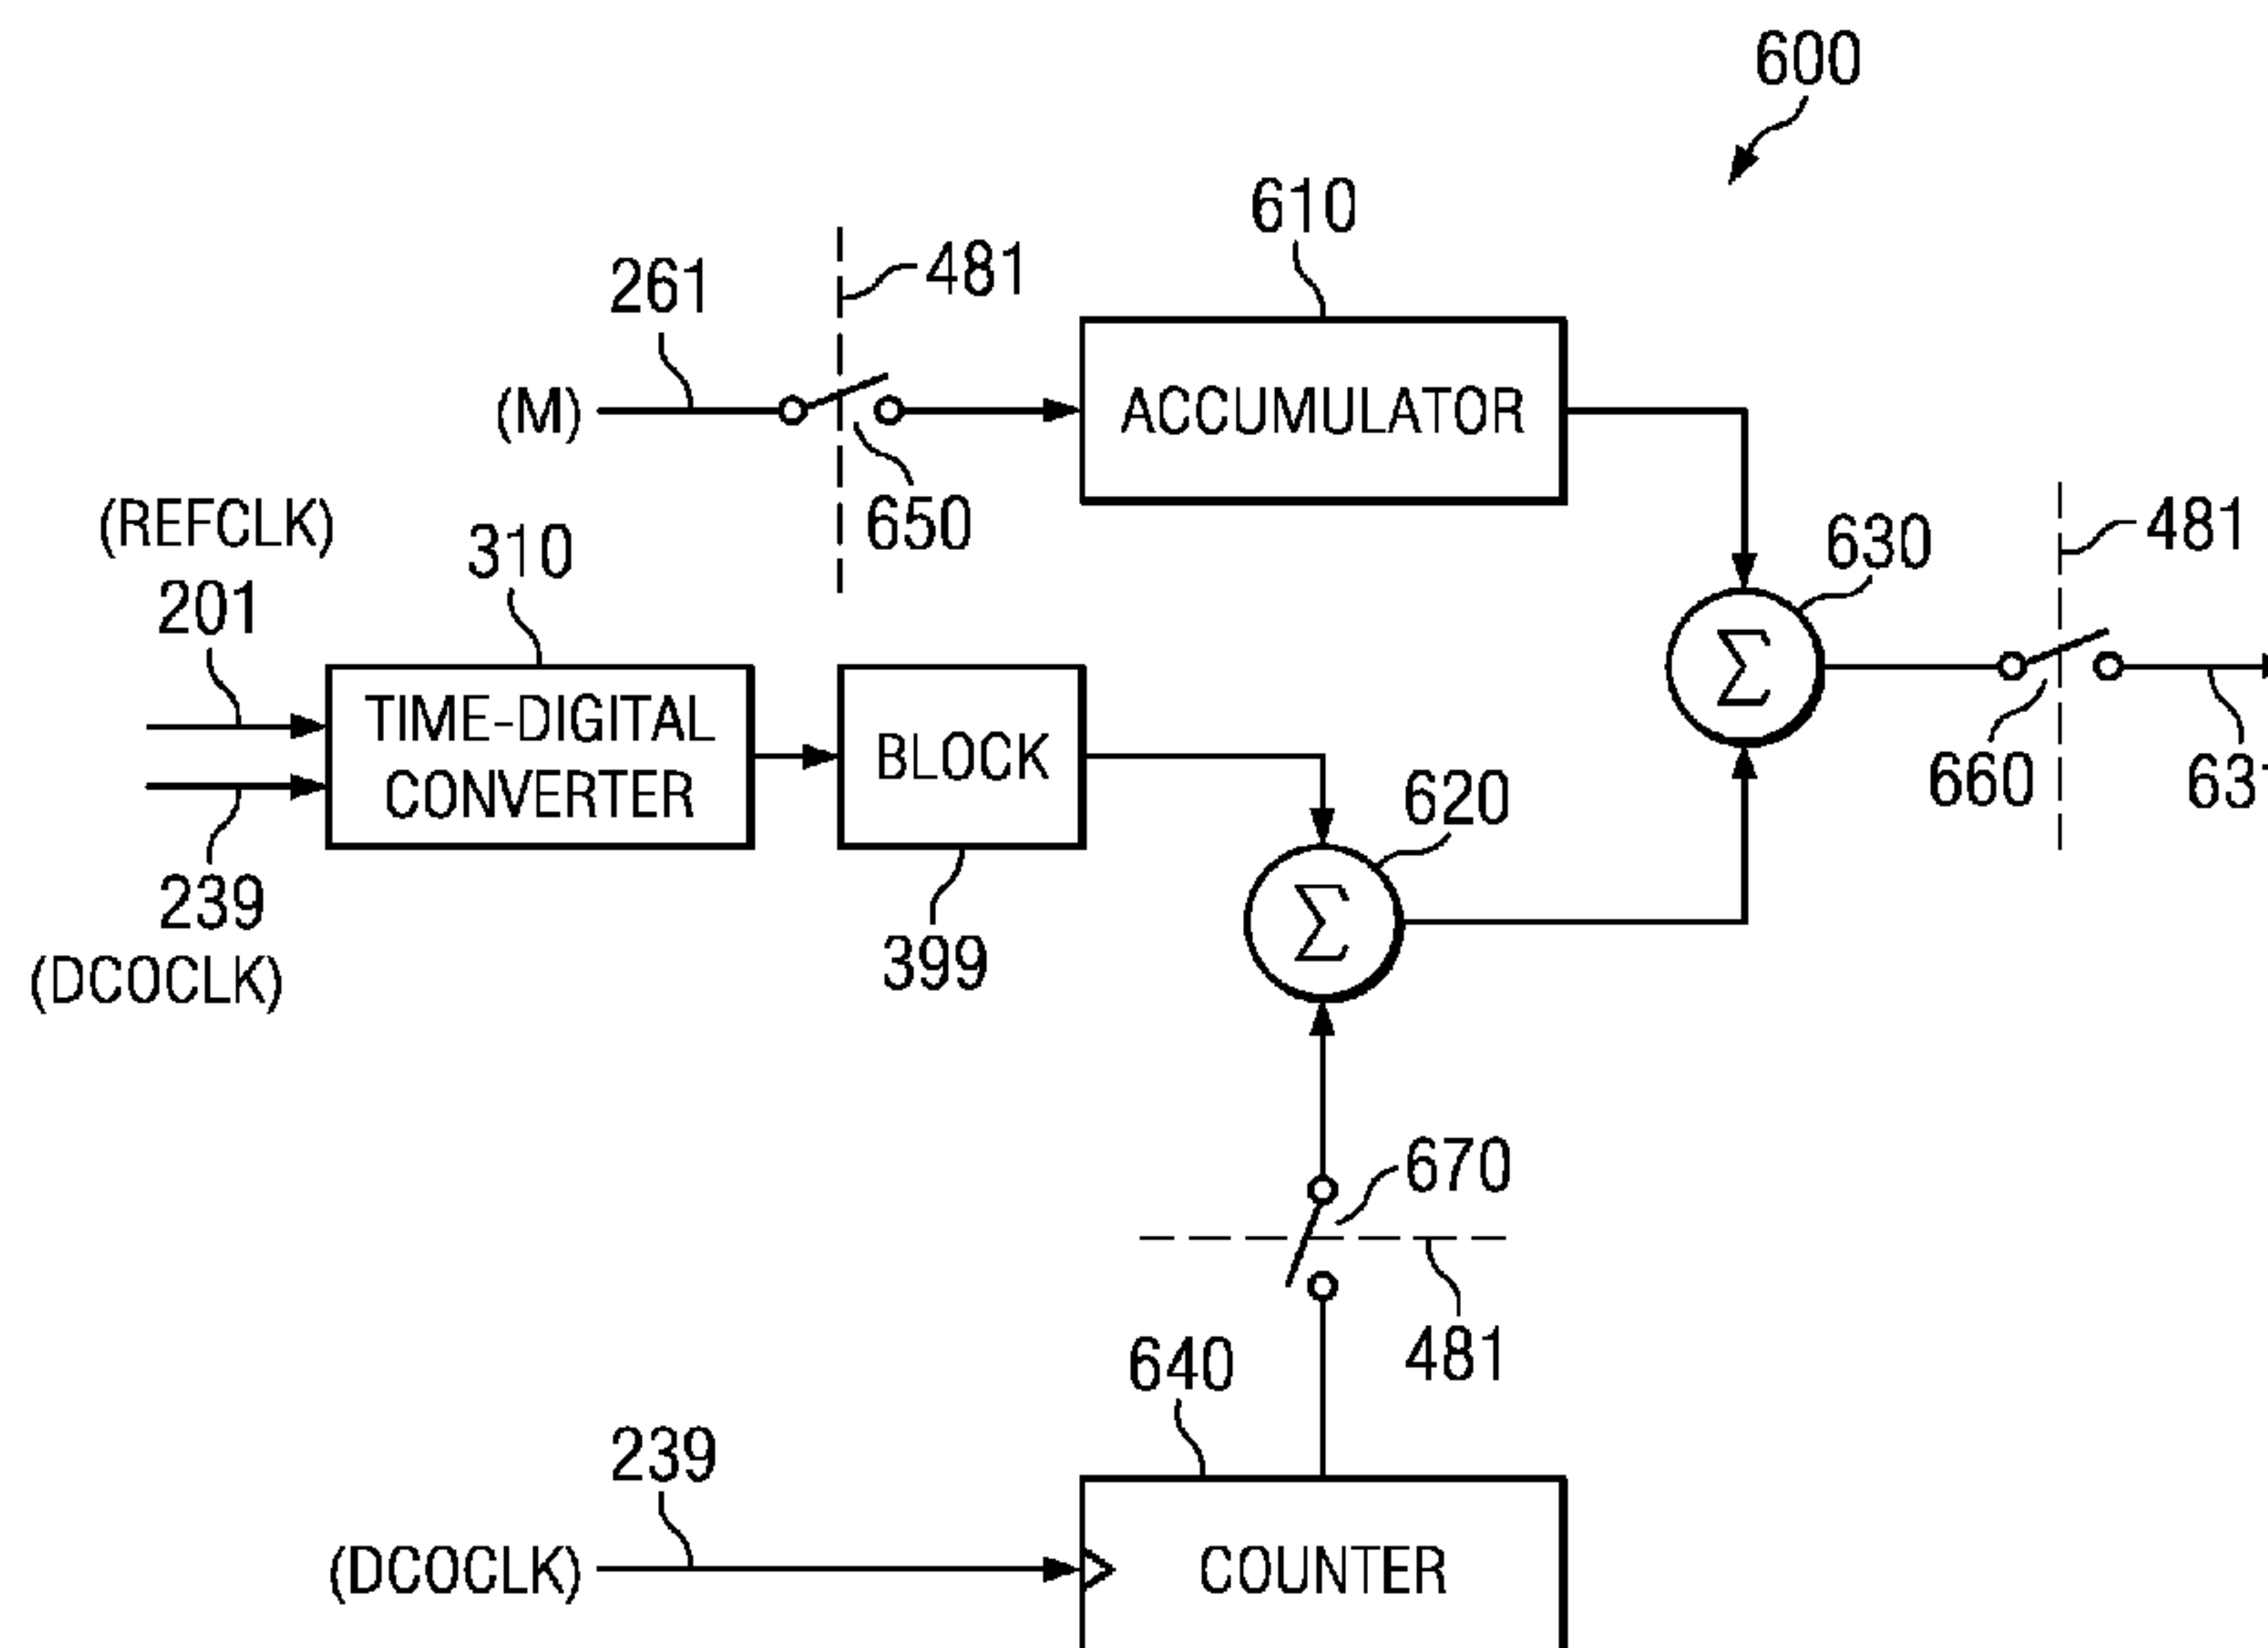 600
610
481
261
(M)
ACCUMULATOR
650
(REFCLK)
201
310
481
630
Σ
TIME-DIGITAL
CONVERTER
BLOCK
660
239
(DCOCLK)
399
620
Σ
670
481
640
239
(DCOCLK)
COUNTER